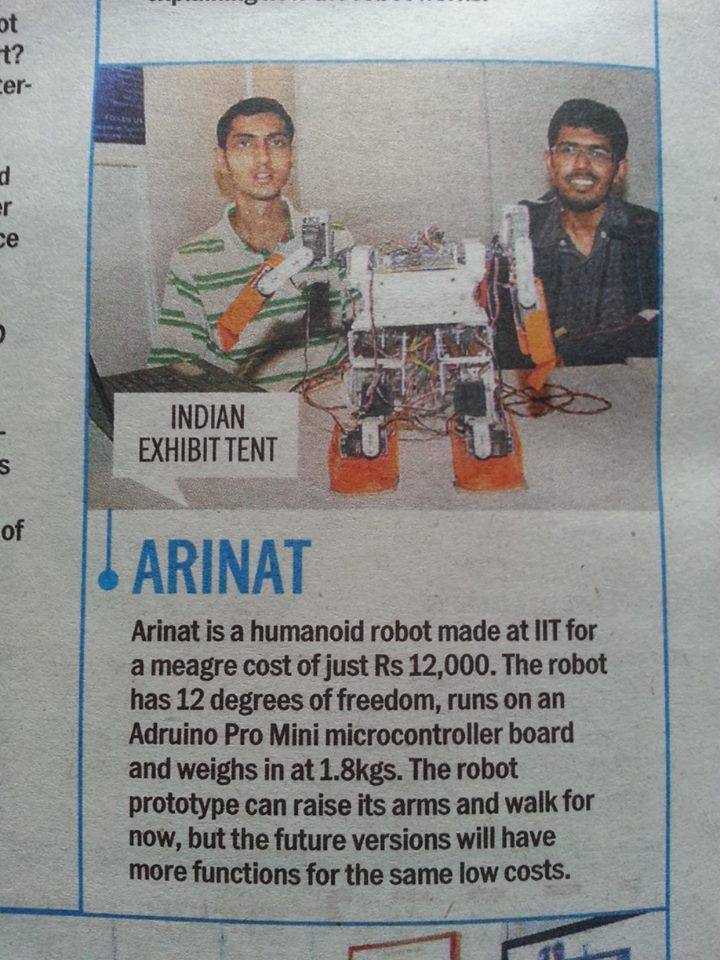 ot
rt?
ter-
d
er
ce
-
s
of
INDIAN
EXHIBIT TENT
ARINAT
Arinat is a humanoid robot made at IIT for
a meagre cost of just Rs 12,000. The robot
has 12 degrees of freedom, runs on an
Adruino Pro Mini microcontroller board
and weighs in at 1.8kgs. The robot
prototype can raise its arms and walk for
now, but the future versions will have
more functions for the same low costs.